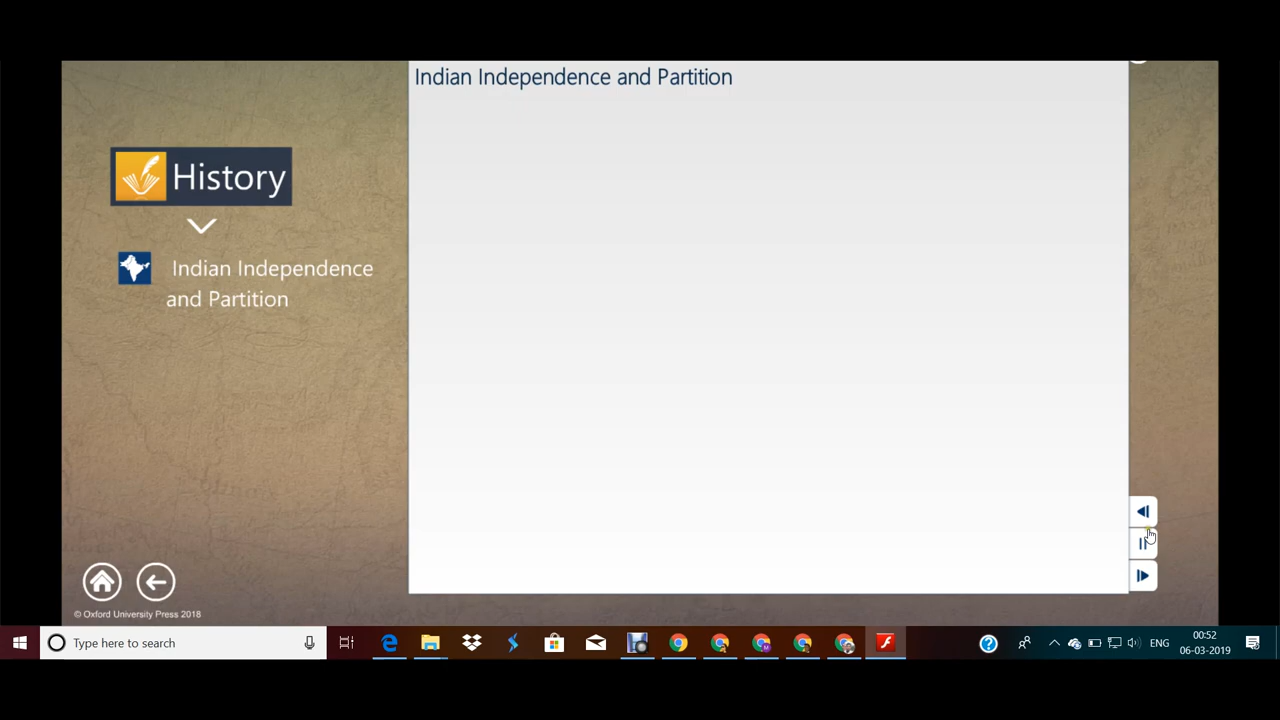 Indian Independence and Partition
History
Indian Independence
and Partition
© Oxford University Press 2018
Type here to search
ENG
00:52
06-03-2019